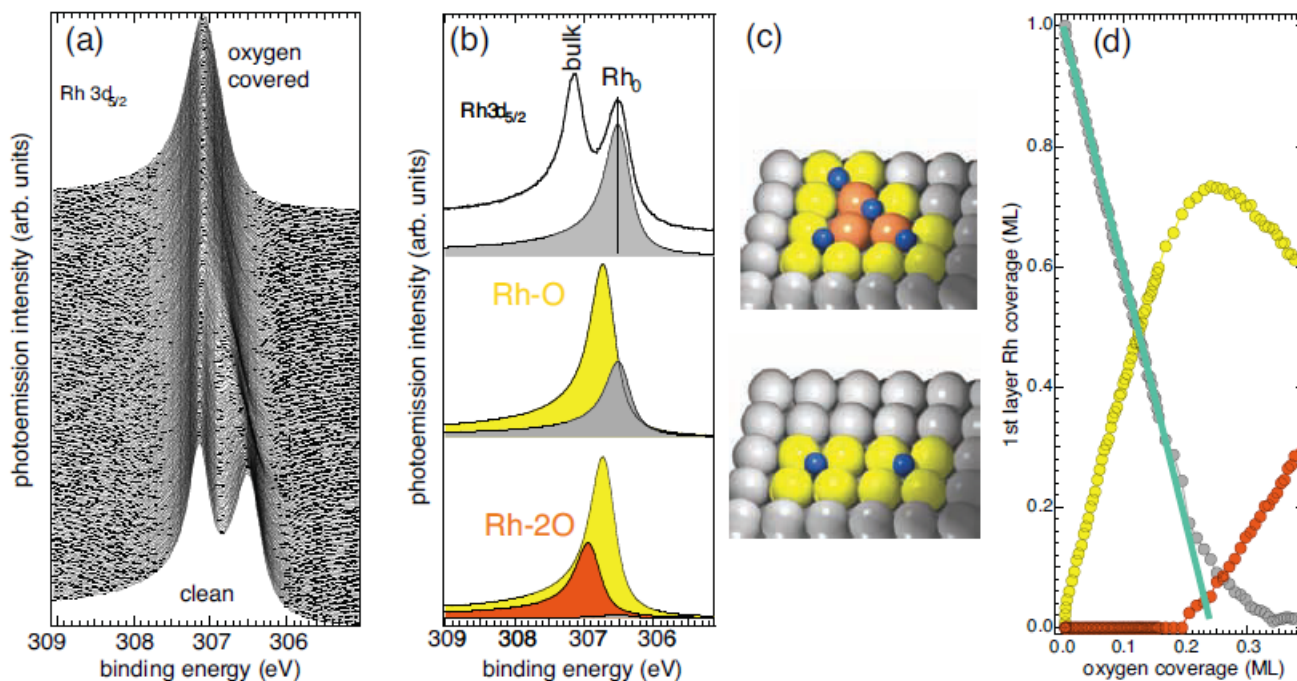 (a)
oxygen
covered
Rh 3d5/2
clean
photoemission intensity (arb. units)
309
308
307
306
binding energy (eV)
(b)
bulk
Rh0
Rh3d5/2
Rh-O
Rh-2O
photoemission intensity (arb. units)
309
308
307
306
binding energy (eV)
(c)
(d)
1st layer Rh coverage (ML)
1.0
0.8
0.6
0.4
0.2
0.0
0.0
0.1
0.2
0.3
oxygen coverage (ML)